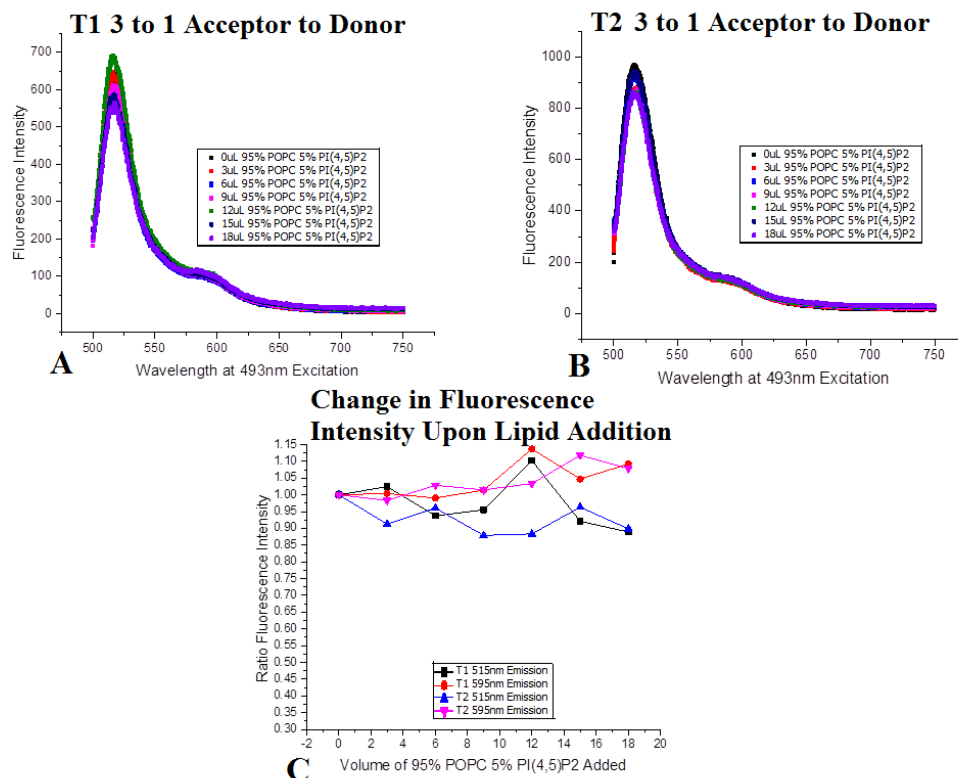 T1 3 to 1 Acceptor to Donor
700
600
500
400
300
200
100
0
Fluorescence Intensity
0uL 95% POPC 5% PI(4,5)P2
3uL 95% POPC 5% PI(4,5)P2
6uL 95% POPC 5% PI(4,5)P2
9uL 95% POPC 5% PI(4,5)P2
12uL 95% POPC 5% PI(4,5)P2
15uL 95% POPC 5% PI(4,5)P2
18uL 95% POPC 5% PI(4,5)P2
500 550 600 650 700 750
Wavelength at 493nm Excitation
A
T2 3 to 1 Acceptor to Donor
1000
800
600
400
200
0
Fluorescence Intensity
0uL 95% POPC 5% PI(4,5)P2
3uL 95% POPC 5% PI(4,5)P2
6uL 95% POPC 5% PI(4,5)P2
9uL 95% POPC 5% PI(4,5)P2
12uL 95% POPC 5% PI(4,5)P2
15uL 95% POPC 5% PI(4,5)P2
18uL 95% POPC 5% PI(4,5)P2
500 550 600 650 700 750
Wavelength at 493nm Excitation
B
Change in Fluorescence
Intensity Upon Lipid Addition
1.15
1.10
1.05
1.00
0.95
0.90
0.85
0.80
0.75
0.70
0.65
0.60
0.55
0.50
0.45
0.40
0.35
0.30
Ratio Fluorescence Intensity
T1 515nm Emission
T1 595nm Emission
T2 515nm Emission
T2 595nm Emission
-2 0 2 4 6 8 10 12 14 16 18 20
Volume of 95% POPC 5% PI(4,5)P2 Added
C